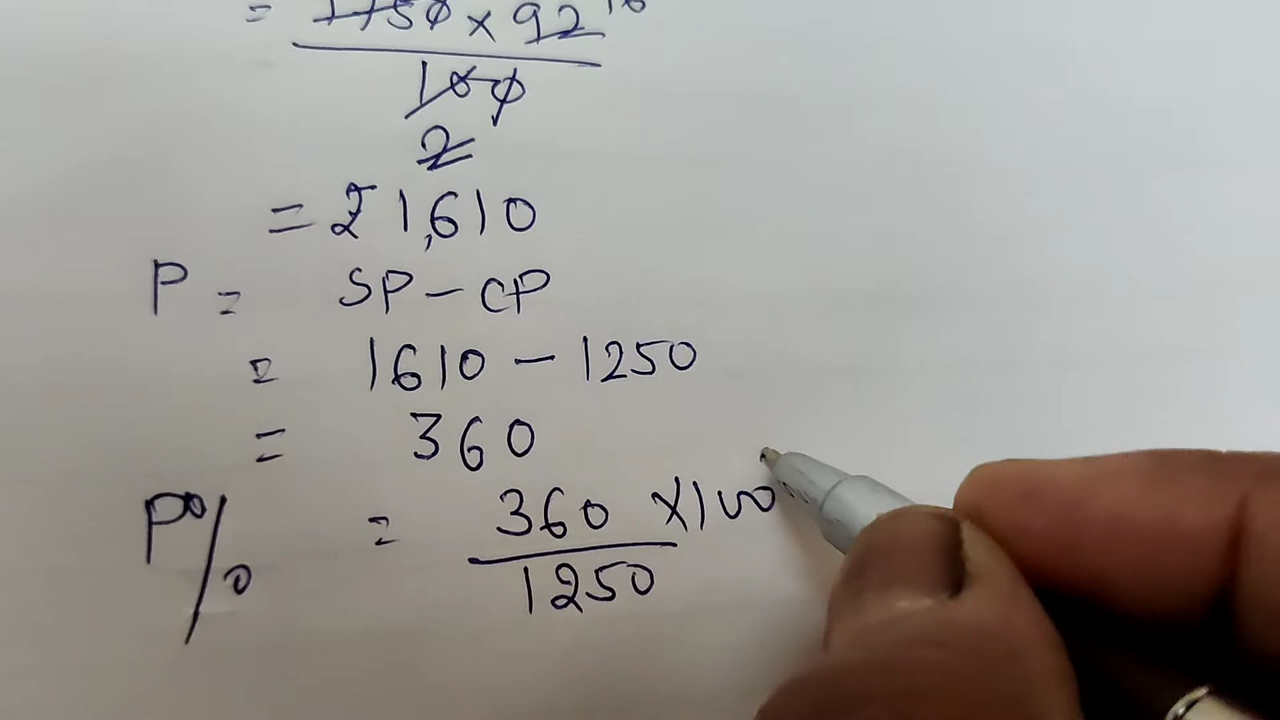 = 1750 × 92
100
2
= ₹ 1,610
P = SP – CP
= 1610 – 1250
= 360
P% = 360 × 100
1250